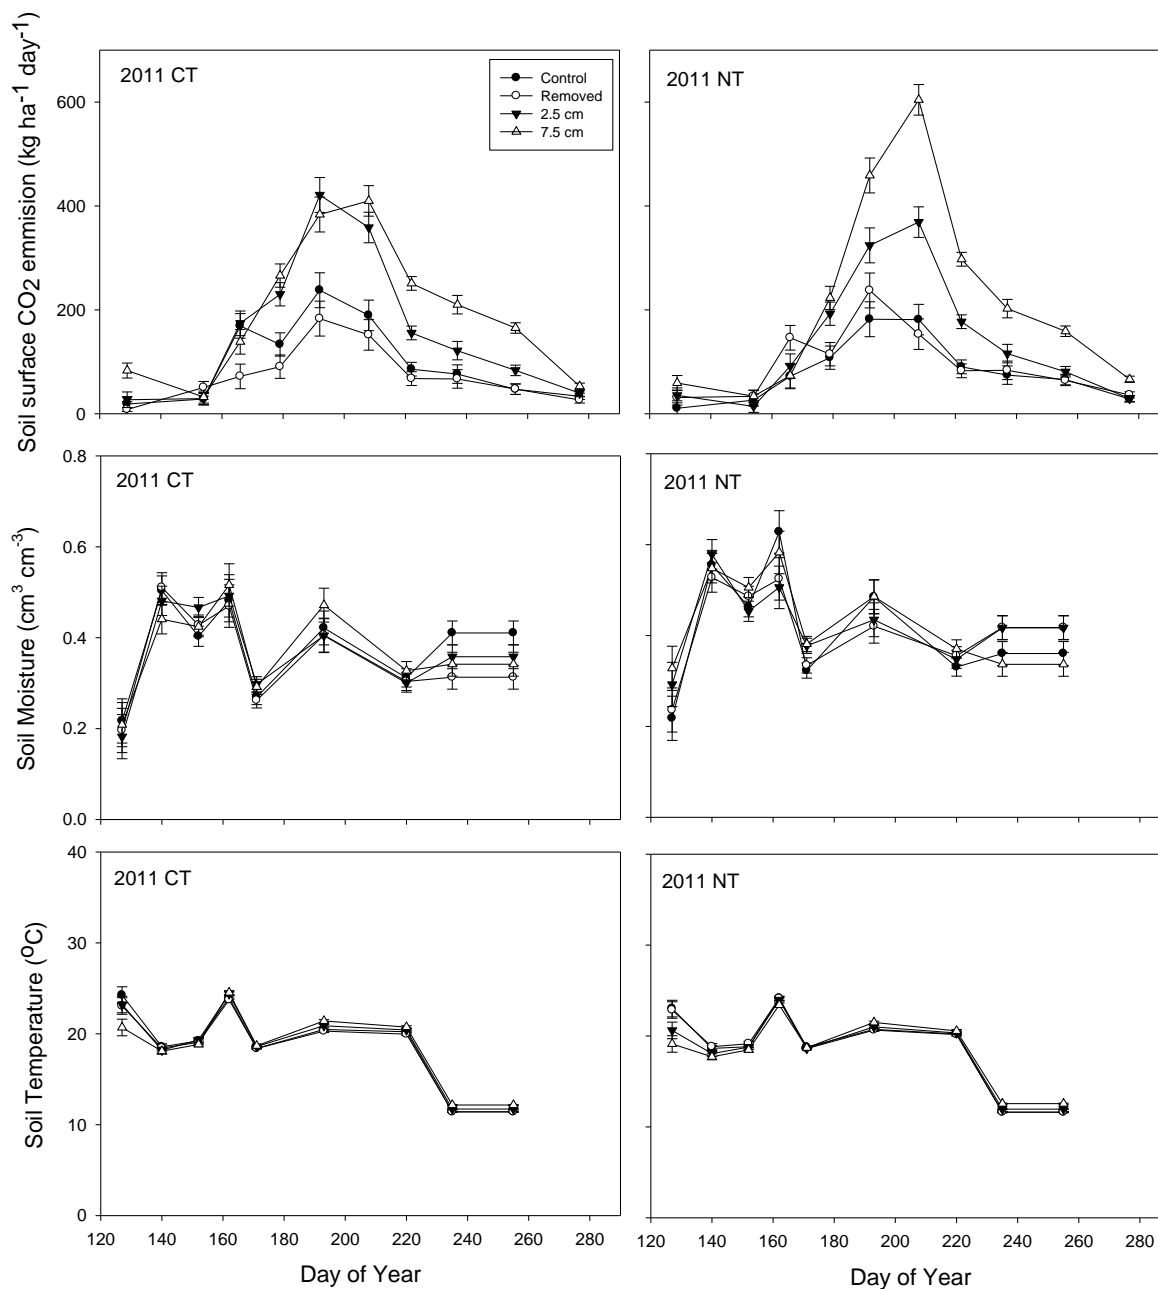 Soil surface CO2 emmision (kg ha-1 day-1)
2011 CT
Control
Removed
2.5 cm
7.5 cm
600
400
200
0
2011 NT
Soil Moisture (cm3 cm-3)
2011 CT
0.8
0.6
0.4
0.2
0.0
2011 NT
Soil Temperature (oC)
2011 CT
40
30
20
10
0
2011 NT
120 140 160 180 200 220 240 260 280
120 140 160 180 200 220 240 260 280
Day of Year
Day of Year